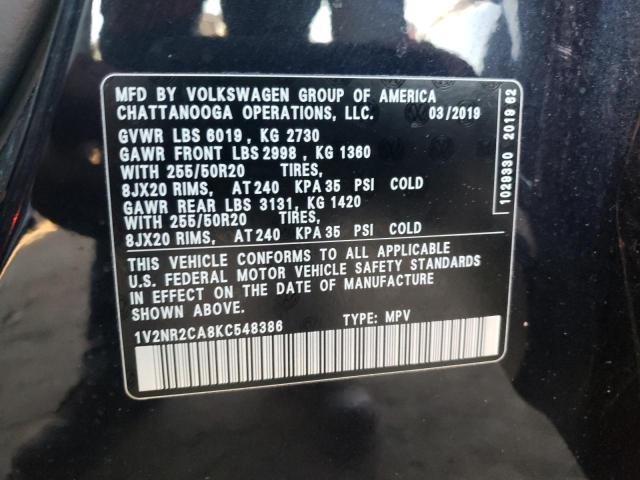 MFD BY VOLKSWAGEN GROUP OF AMERICA
CHATTANOOGA OPERATIONS, LLC. 03/2019
GVWR LBS 6019 , KG 2730
GAWR FRONT LBS 2998 , KG 1360
WITH 255/50R20 TIRES,
8JX20 RIMS, AT 240 KPA 35 PSI COLD
GAWR REAR LBS 3131, KG 1420
WITH 255/50R20 TIRES,
8JX20 RIMS, AT 240 KPA 35 PSI COLD
THIS VEHICLE CONFORMS TO ALL APPLICABLE
U.S. FEDERAL MOTOR VEHICLE SAFETY STANDARDS
IN EFFECT ON THE DATE OF MANUFACTURE
SHOWN ABOVE.
1V2NR2CA8KC548386 TYPE: MPV
1029330 2019 62